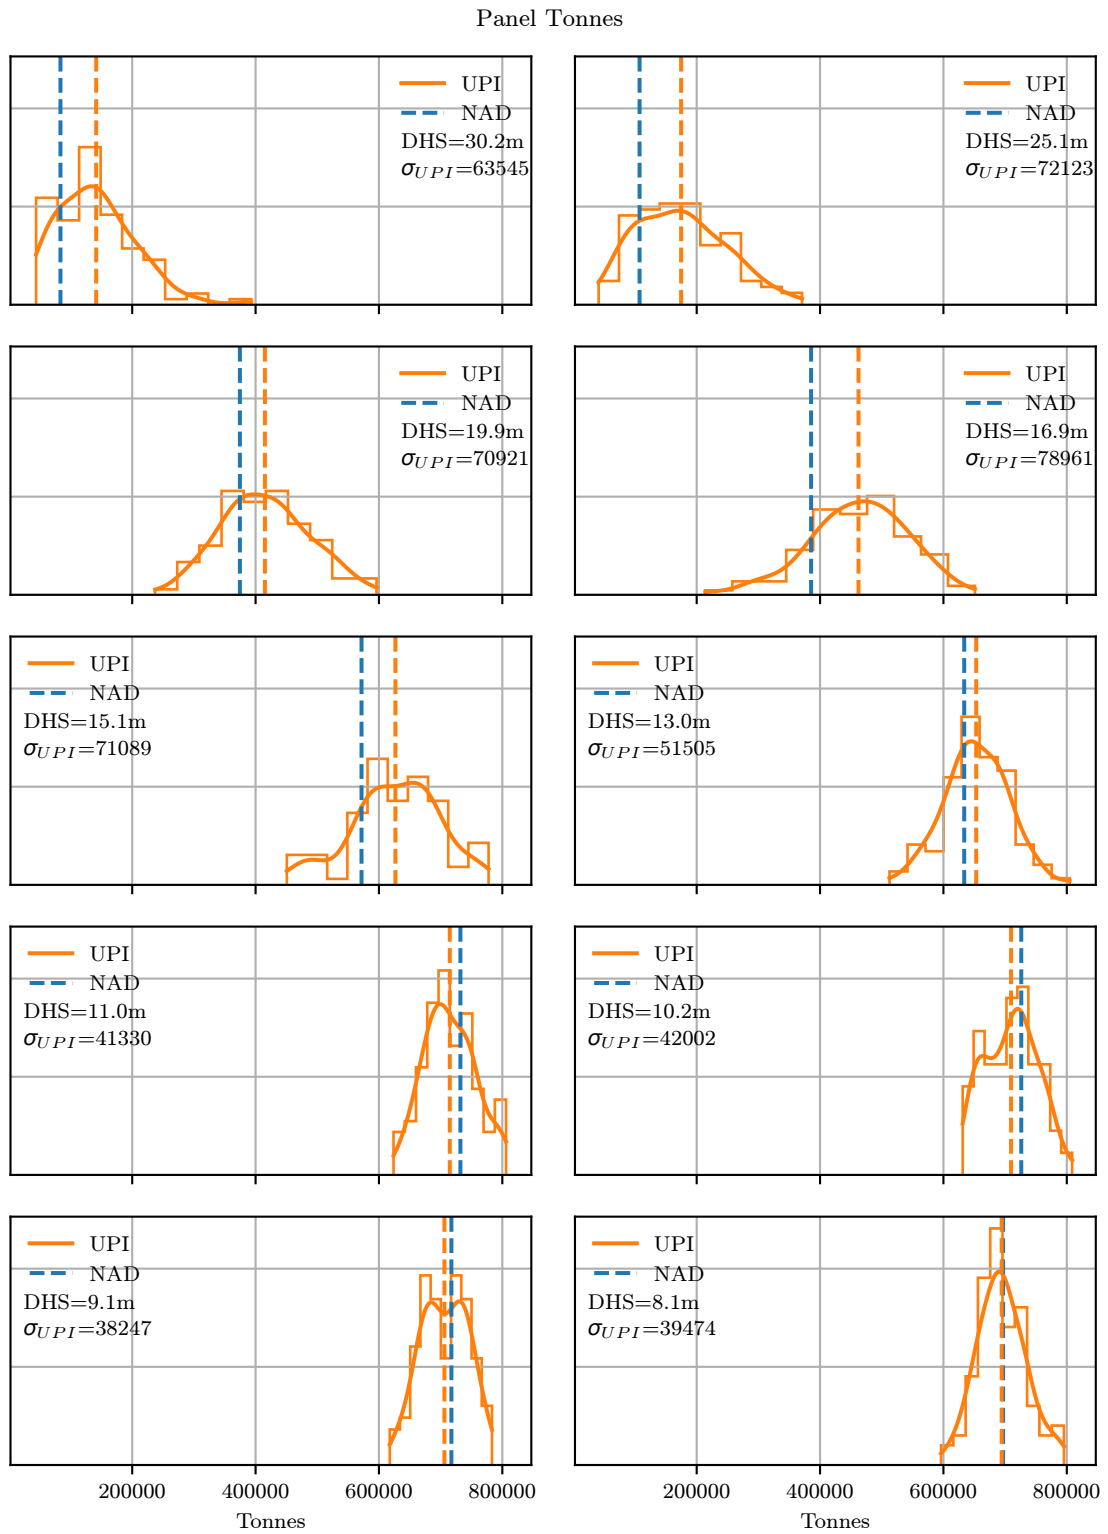 Panel Tonnes
UPI
NAD
DHS=30.2m
σUPI=63545
UPI
NAD
DHS=25.1m
σUPI=72123
UPI
NAD
DHS=19.9m
σUPI=70921
UPI
NAD
DHS=16.9m
σUPI=78961
UPI
NAD
DHS=15.1m
σUPI=71089
UPI
NAD
DHS=13.0m
σUPI=51505
UPI
NAD
DHS=11.0m
σUPI=41330
UPI
NAD
DHS=10.2m
σUPI=42002
UPI
NAD
DHS=9.1m
σUPI=38247
200000 400000 600000 800000
Tonnes
UPI
NAD
DHS=8.1m
σUPI=39474
200000 400000 600000 800000
Tonnes